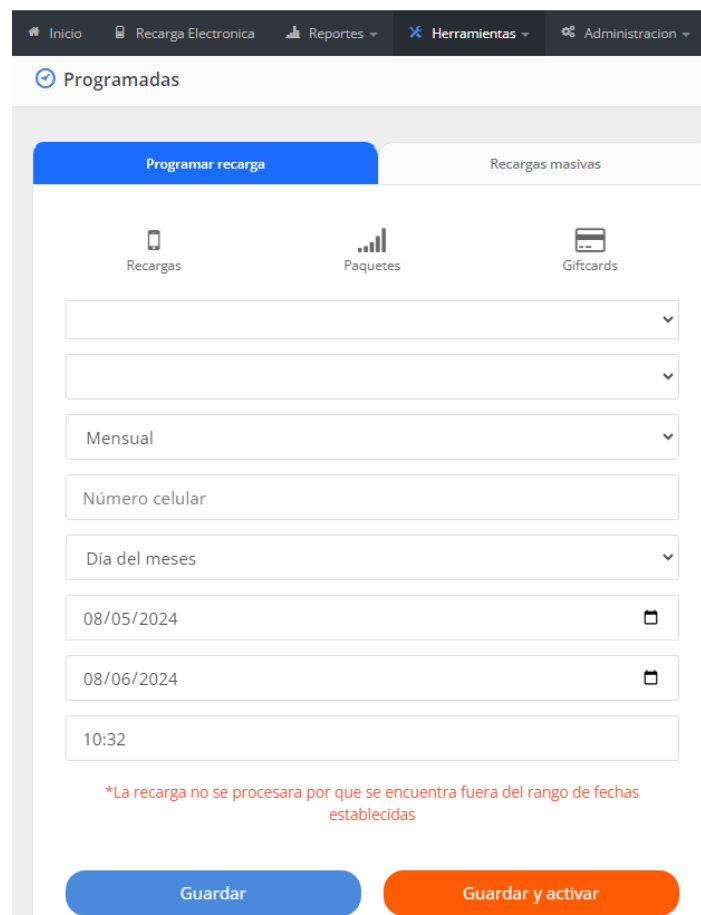 Inicio Recarga Electronica Reportes Herramientas Administracion
Programadas
Programar recarga Recargas masivas
Recargas Paquetes Giftcards
Mensual
Número celular
Día del meses
08/05/2024
08/06/2024
10:32
*La recarga no se procesara por que se encuentra fuera del rango de fechas
establecidas
Guardar Guardar y activar